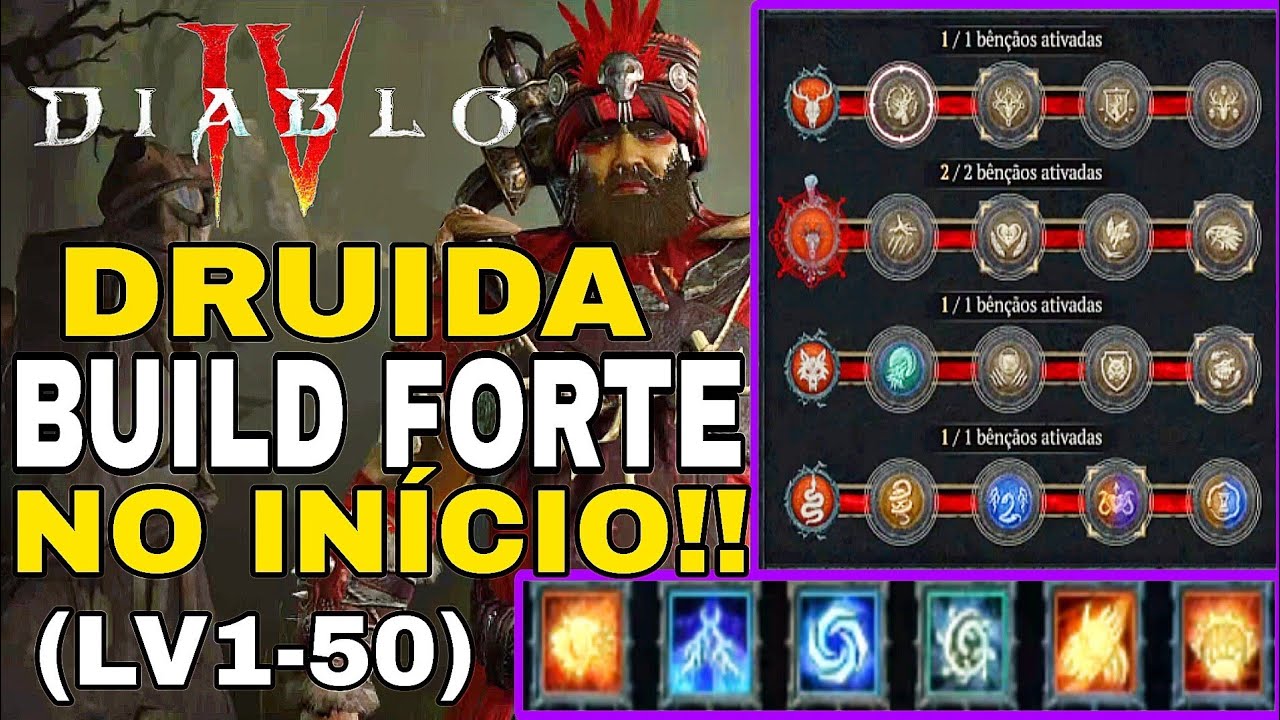 DIABLO
IV
DRUIDA
BUILD FORTE
NO INÍCIO!!
(LV1-50)
1 / 1 bênçãos ativadas
2 / 2 bênçãos ativadas
1 / 1 bênçãos ativadas
1 / 1 bênçãos ativadas